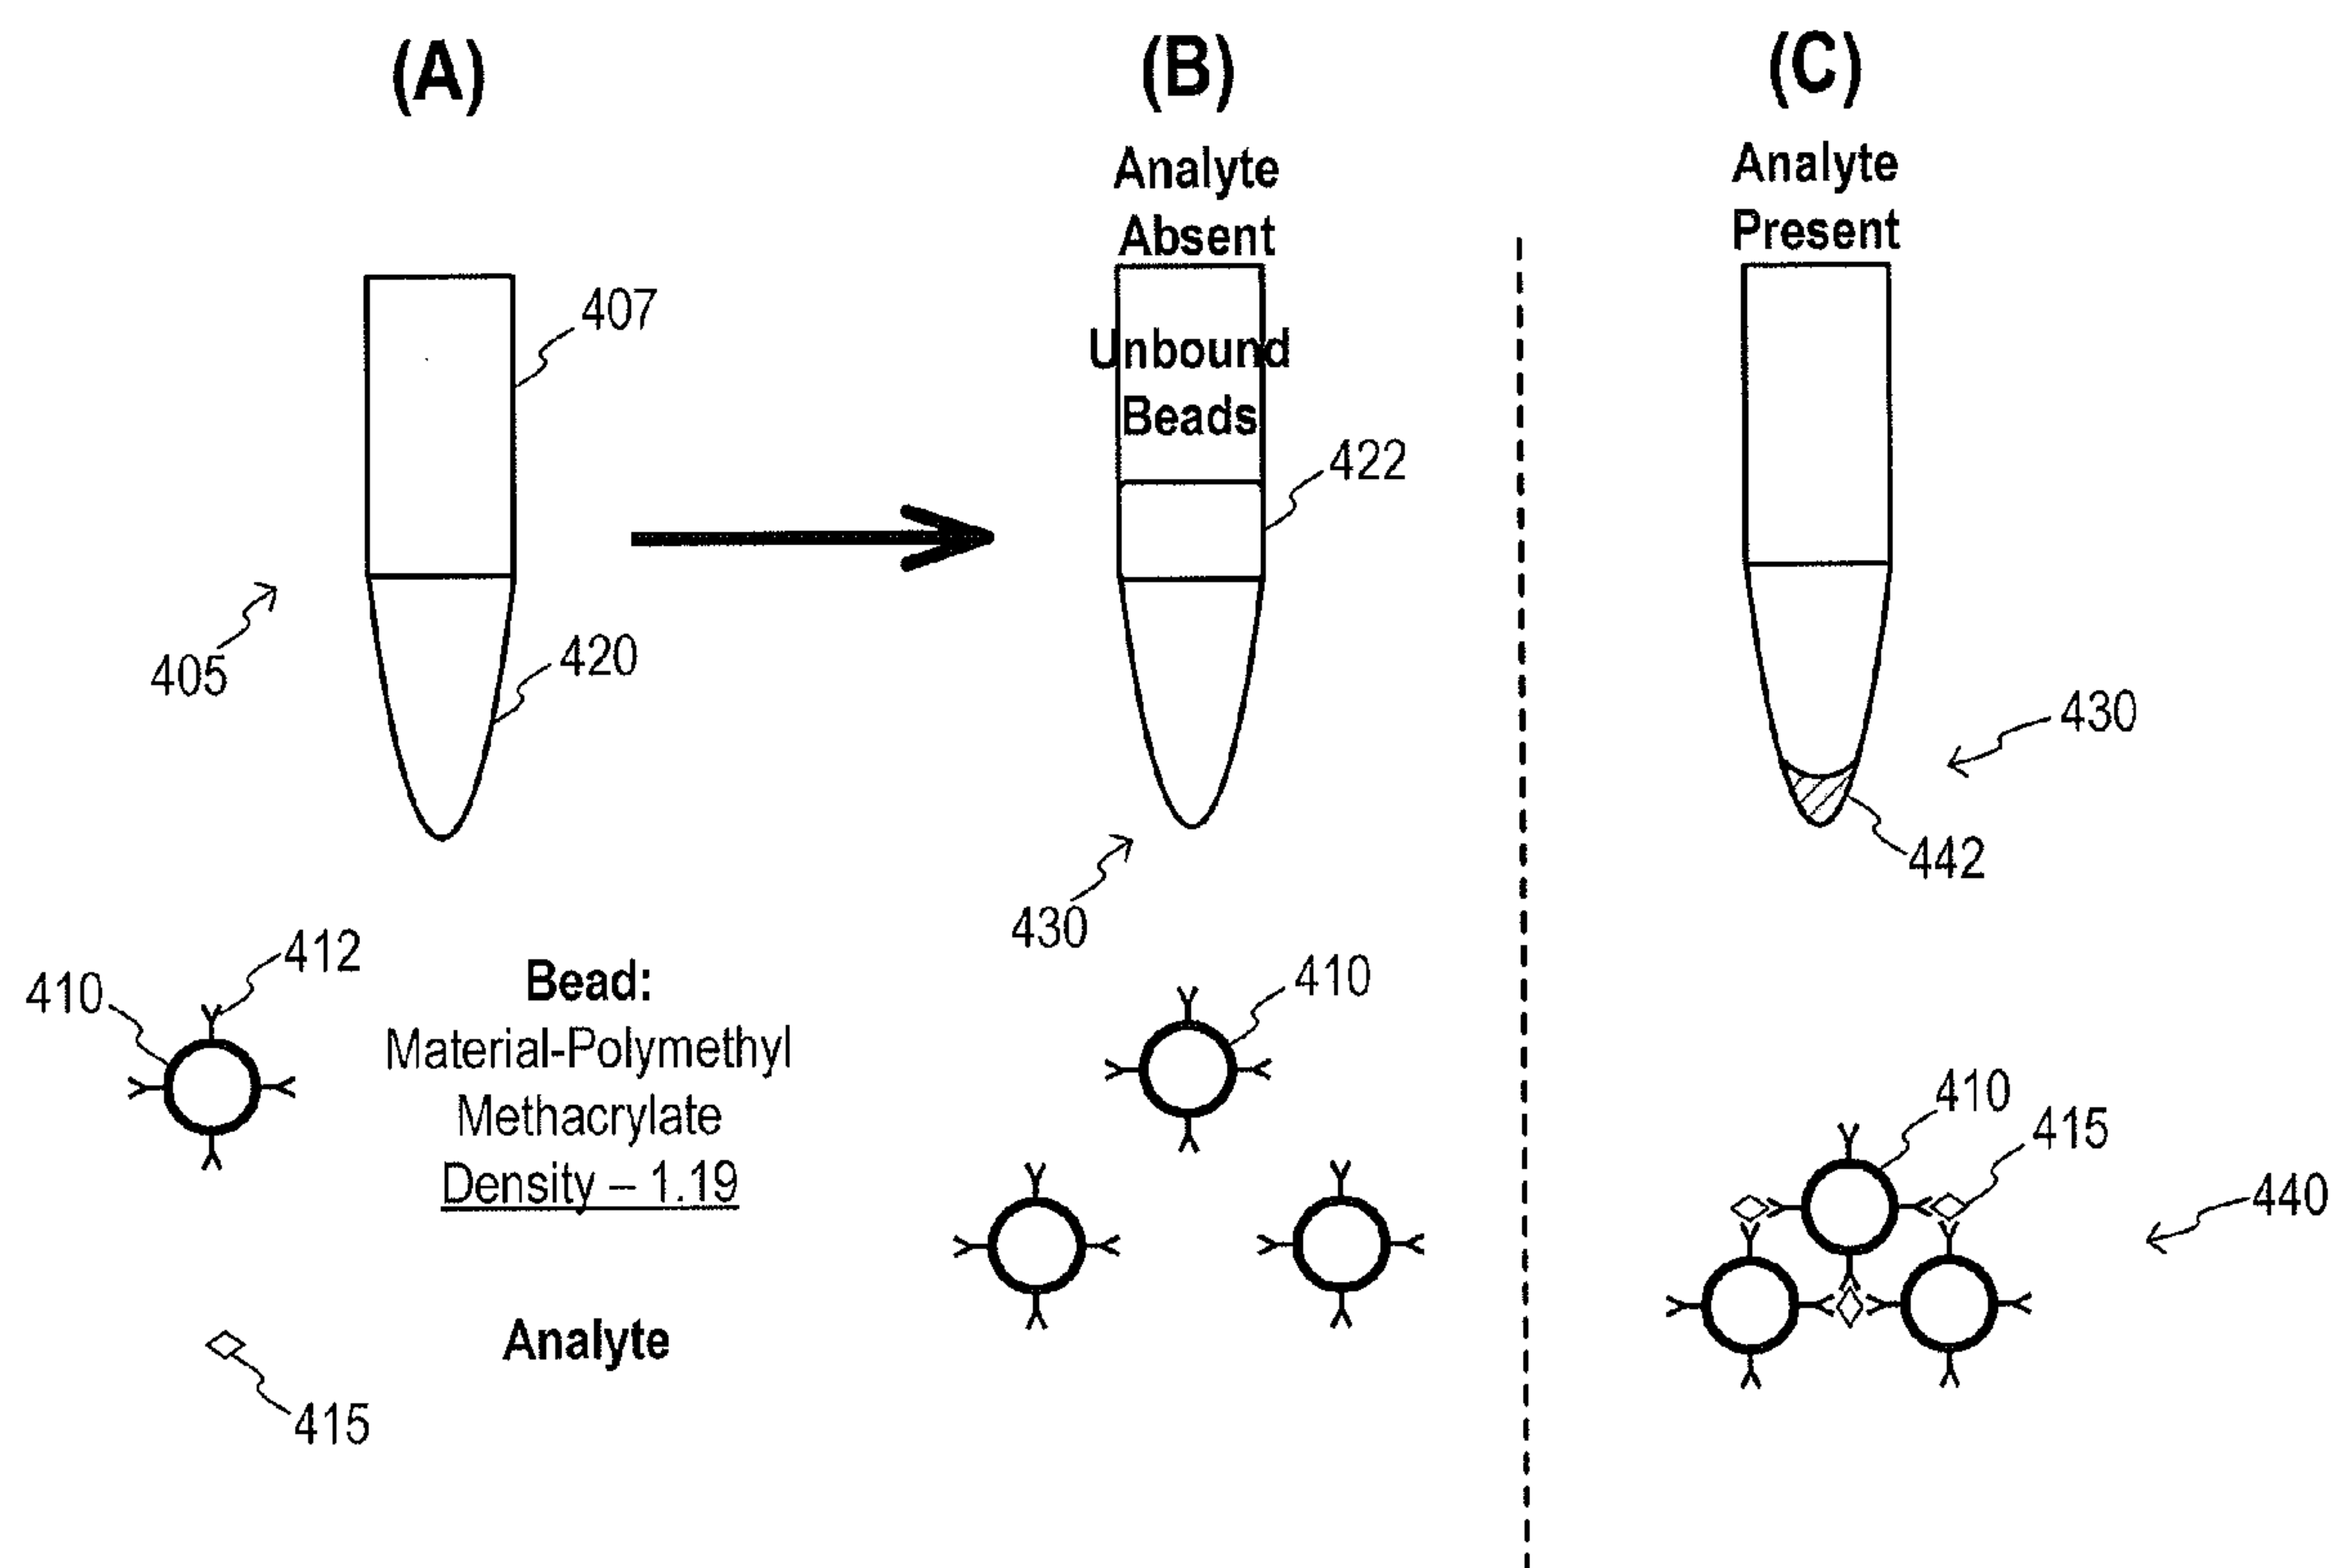 (A)
407
405
420
410
412
Bead:
Material-Polymethyl
Methacrylate
Density – 1.19
Analyte
415
(B)
Analyte
Absent
Unbound
Beads
422
430
410
(C)
Analyte
Present
430
442
410
415
440